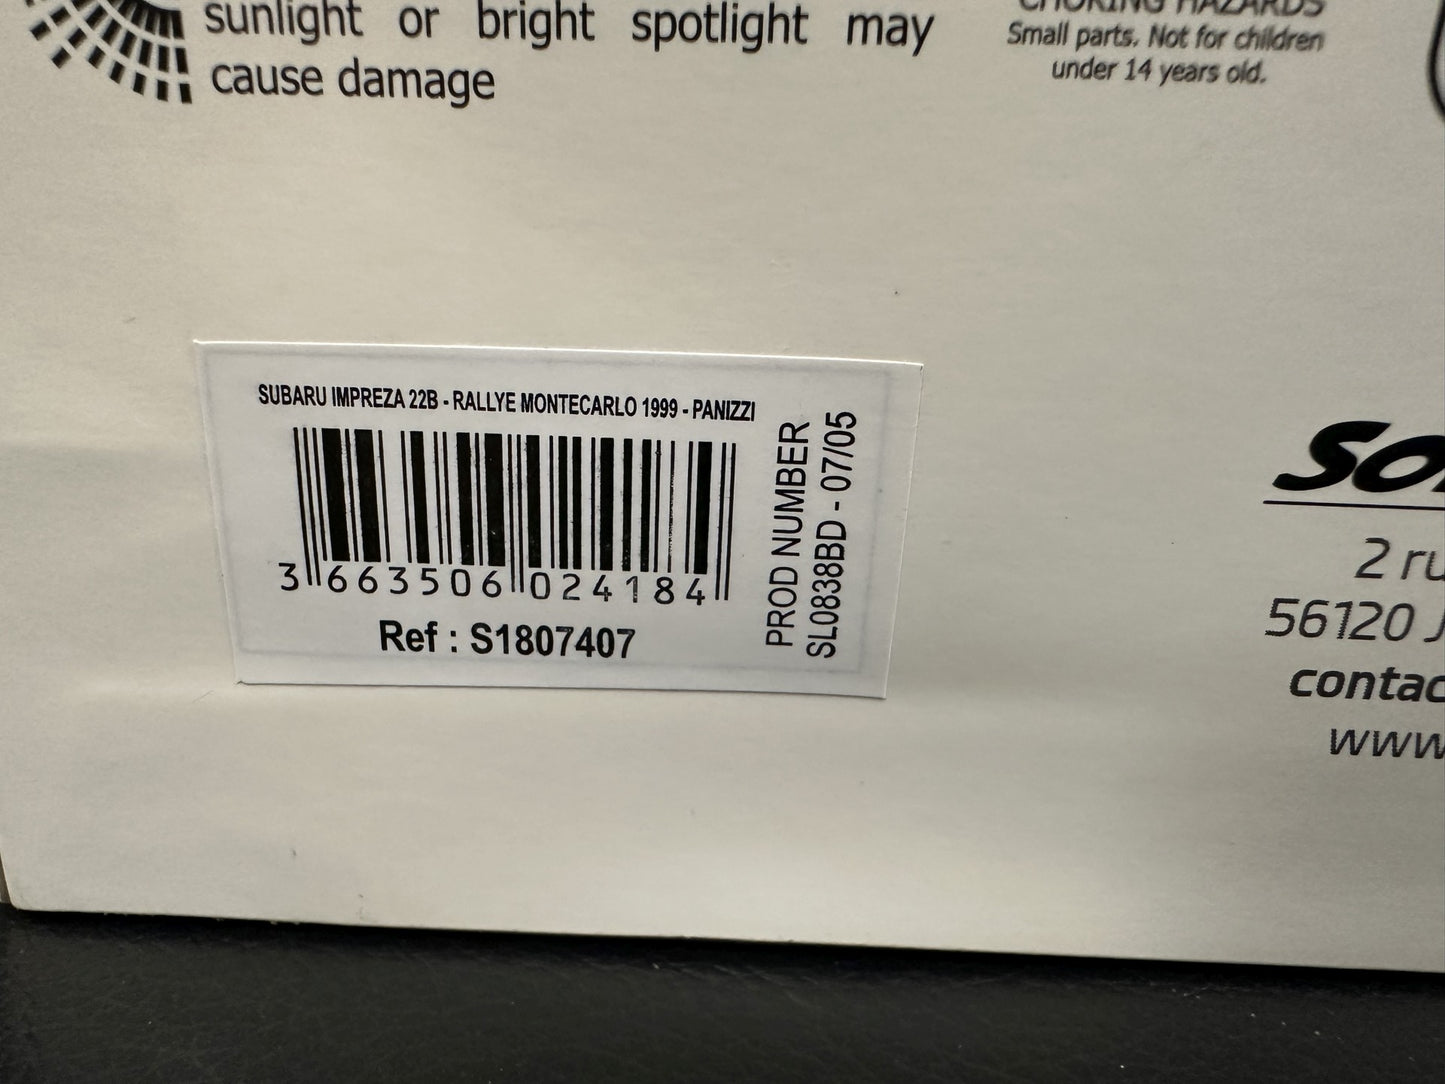 sunlight or bright spotlight may
cause damage
CHOKING HAZARDS
Small parts. Not for children
under 14 years old.
SUBARU IMPREZA 22B - RALLYE MONTECARLO 1999 - PANIZZI
3 663506 024184
Ref : S1807407
PROD NUMBER
SL0838BD - 07/05
2 ru
56120 J
contac
www